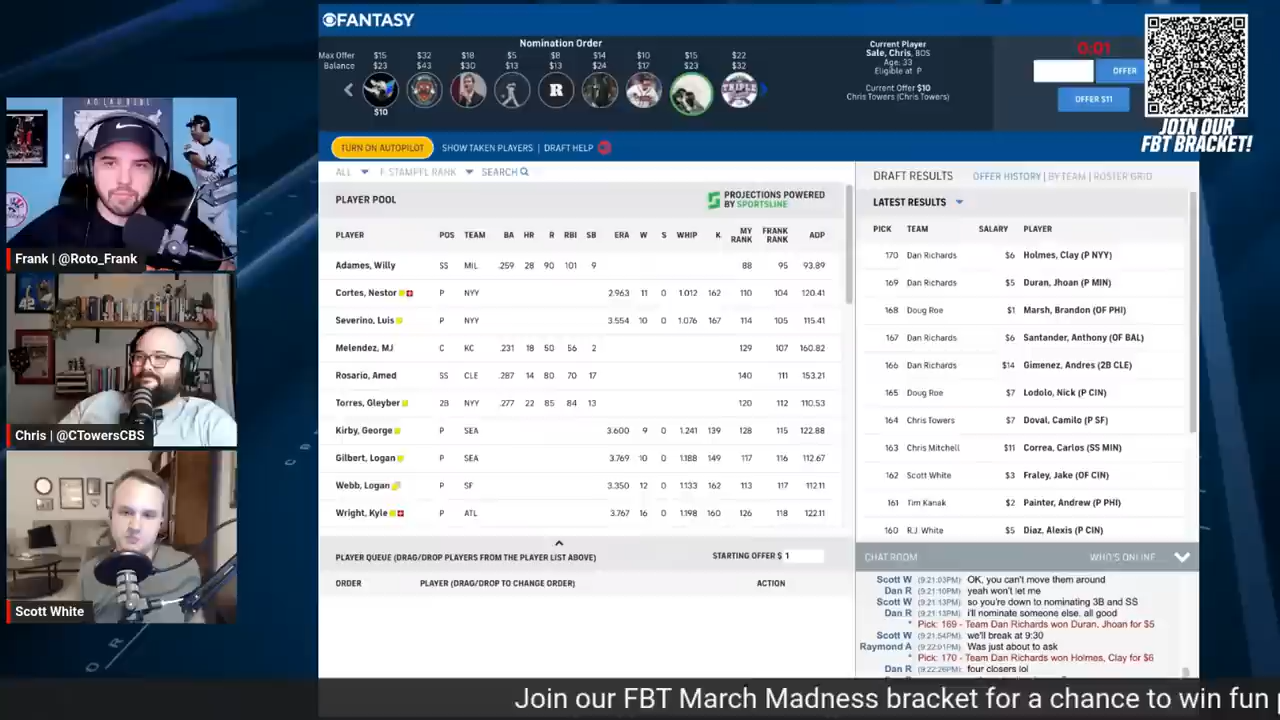 FANTASY
Nomination Order
Max Offer $15 $32 $18 $5 $8 $14 $10 $15 $22
Balance $23 $43 $30 $13 $13 $24 $17 $23 $32
R
TRIPLE
$10
Current Player
Sale, Chris, BOS
Age: 33
Eligible at P
Current Offer $10
Chris Towers (Chris Towers)
0:01
OFFER
OFFER $11
JOIN OUR
FBT BRACKET!
TURN ON AUTOPILOT SHOW TAKEN PLAYERS | DRAFT HELP
ALL F. STAMPFL RANK SEARCH
PLAYER POOL
PROJECTIONS POWERED
BY SPORTSLINE
PLAYER POS TEAM BA HR R RBI SB ERA W S WHIP K MY RANK FRANK RANK ADP
Adames, Willy SS MIL .259 28 90 101 9 88 95 93.89
Cortes, Nestor P NYY 2.963 11 0 1.012 162 110 104 120.41
Severino, Luis P NYY 3.554 10 0 1.076 167 114 105 115.41
Melendez, MJ C KC .231 18 50 56 2 129 107 160.82
Rosario, Amed SS CLE .287 14 80 70 17 140 111 153.21
Torres, Gleyber 2B NYY .277 22 85 84 13 120 112 110.53
Kirby, George P SEA 3.600 9 0 1.241 139 128 115 122.88
Gilbert, Logan P SEA 3.769 10 0 1.188 149 117 116 112.67
Webb, Logan P SF 3.350 12 0 1.133 162 113 117 112.11
Wright, Kyle P ATL 3.767 16 0 1.198 160 126 118 122.11
PLAYER QUEUE (DRAG/DROP PLAYERS FROM THE PLAYER LIST ABOVE) STARTING OFFER $ 1
ORDER PLAYER (DRAG/DROP TO CHANGE ORDER) ACTION
DRAFT RESULTS OFFER HISTORY | BY TEAM | ROSTER GRID
LATEST RESULTS
PICK TEAM SALARY PLAYER
170 Dan Richards $6 Holmes, Clay (P NYY)
169 Dan Richards $5 Duran, Jhoan (P MIN)
168 Doug Roe $1 Marsh, Brandon (OF PHI)
167 Dan Richards $6 Santander, Anthony (OF BAL)
166 Dan Richards $14 Gimenez, Andres (2B CLE)
165 Doug Roe $7 Lodolo, Nick (P CIN)
164 Chris Towers $7 Doval, Camilo (P SF)
163 Chris Mitchell $11 Correa, Carlos (SS MIN)
162 Scott White $3 Fraley, Jake (OF CIN)
161 Tim Kanak $2 Painter, Andrew (P PHI)
160 R.J. White $5 Diaz, Alexis (P CIN)
CHAT ROOM WHO'S ONLINE
Scott W (9:21:03PM): OK, you can't move them around
Dan R (9:21:10PM): yeah won't let me
Scott W (9:21:13PM): so you're down to nominating 3B and SS
Dan R (9:21:13PM): i'll nominate someone else. all good
* Pick: 169 - Team Dan Richards won Duran, Jhoan for $5
Scott W (9:21:54PM): we'll break at 9:30
Raymond A (9:22:01PM): Was just about to ask
* Pick: 170 - Team Dan Richards won Holmes, Clay for $6
Dan R (9:22:26PM): four closers lol
Frank | @Roto_Frank
42
Chris | @CTowersCBS
Scott White
Join our FBT March Madness bracket for a chance to win fun